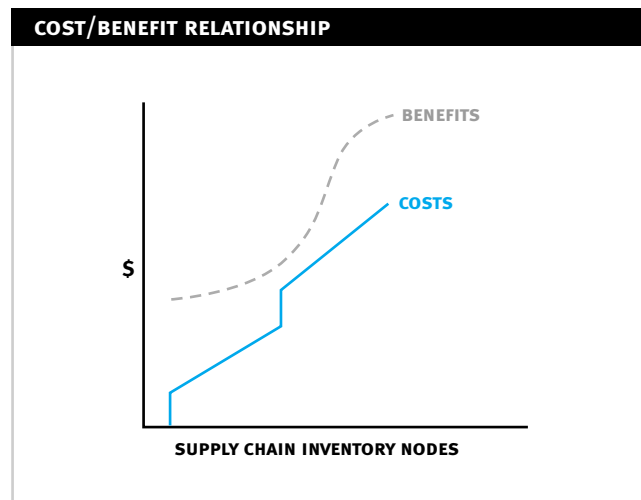 COST/BENEFIT RELATIONSHIP
BENEFITS
COSTS
$
SUPPLY CHAIN INVENTORY NODES